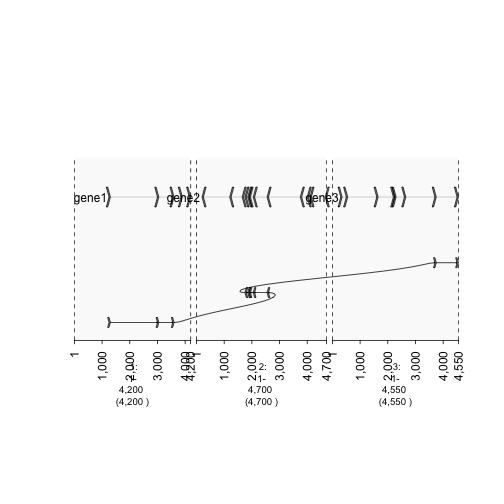 gene1 gene2 gene3
1 1,000 2,000 3,000 4,000 4,200 1 1,000 2,000 3,000 4,000 4,700 1 1,000 2,000 3,000 4,000 4,550
1: 2: 3:
1- 1- 1-
4,200 4,700 4,550
(4,200 ) (4,700 ) (4,550 )